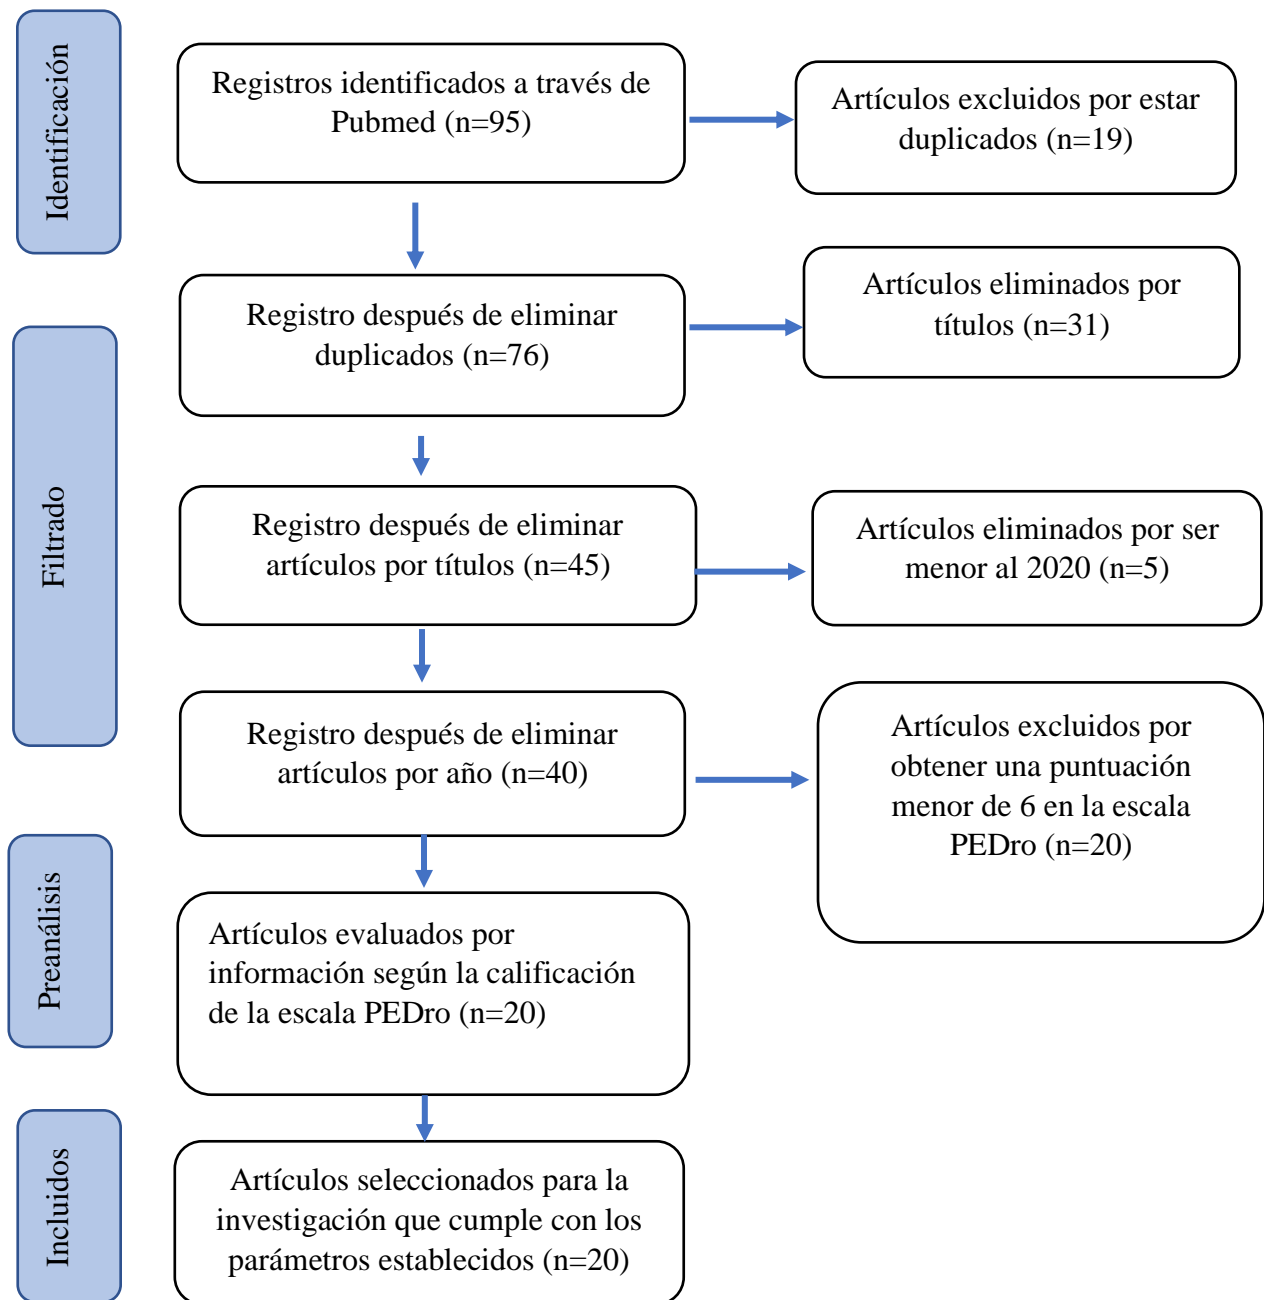 Identificación
Registros identificados a través de
Pubmed (n=95)
Artículos excluidos por estar
duplicados (n=19)
Filtrado
Registro después de eliminar
duplicados (n=76)
Artículos eliminados por
títulos (n=31)
Registro después de eliminar
artículos por títulos (n=45)
Artículos eliminados por ser
menor al 2020 (n=5)
Registro después de eliminar
artículos por año (n=40)
Artículos excluidos por
obtener una puntuación
menor de 6 en la escala
PEDro (n=20)
Preanálisis
Artículos evaluados por
información según la calificación
de la escala PEDro (n=20)
Incluidos
Artículos seleccionados para la
investigación que cumple con los
parámetros establecidos (n=20)